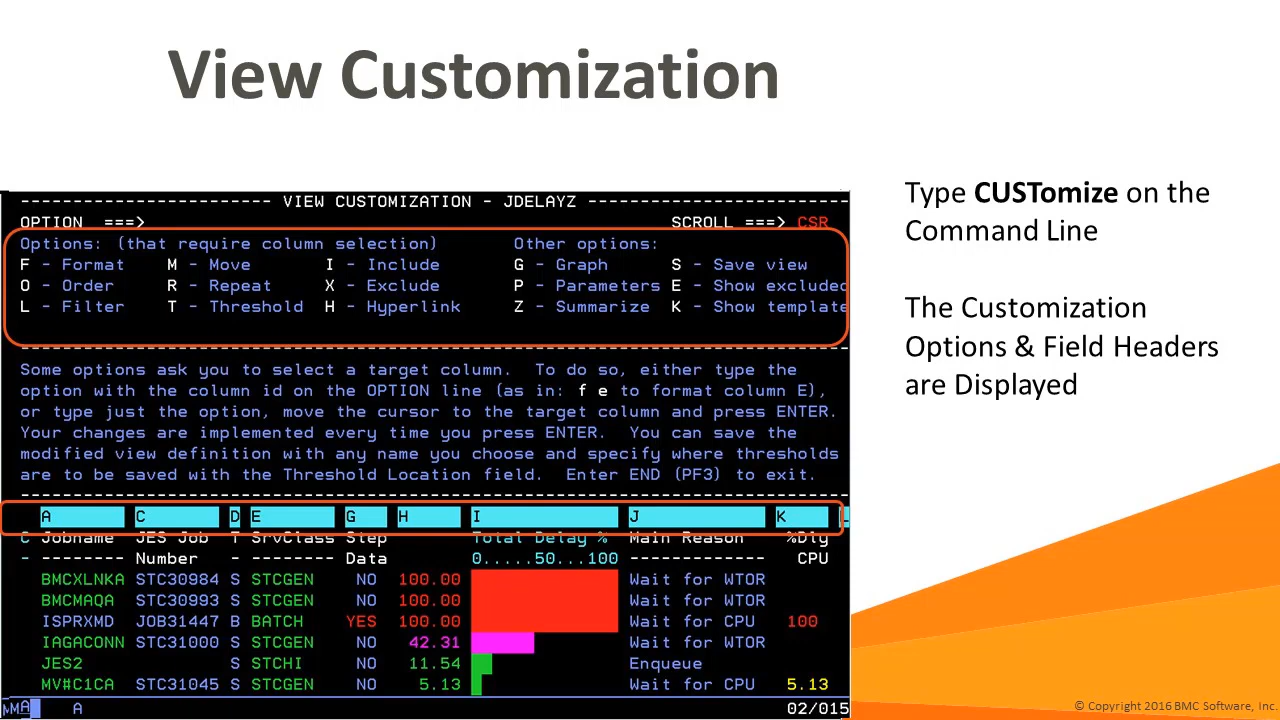 View Customization
------------------------ VIEW CUSTOMIZATION - JDELAYZ -------------------------
OPTION ===> SCROLL ===> CSR
Options: (that require column selection) Other options:
F - Format M - Move I - Include G - Graph S - Save view
O - Order R - Repeat X - Exclude P - Parameters E - Show excluded
L - Filter T - Threshold H - Hyperlink Z - Summarize K - Show template
-------------------------------------------------------------------------------
Some options ask you to select a target column. To do so, either type the
option with the column id on the OPTION line (as in: f e to format column E),
or type just the option, move the cursor to the target column and press ENTER.
Your changes are implemented every time you press ENTER. You can save the
modified view definition with any name you choose and specify where thresholds
are to be saved with the Threshold Location field. Enter END (PF3) to exit.
-------------------------------------------------------------------------------
A C D E G H I J K L
C Jobname JES Job T SrvClass Step Total Delay % Main Reason %Dly
- -------- Number - -------- Data 0.....50...100 ------------- CPU
BMCXLNKA STC30984 S STCGEN NO 100.00 Wait for WTOR
BMCMAQA STC30993 S STCGEN NO 100.00 Wait for WTOR
ISPRXMD JOB31447 B BATCH YES 100.00 Wait for CPU 100
IAGACONN STC31000 S STCGEN NO 42.31 Wait for WTOR
JES2 S STCHI NO 11.54 Enqueue
MV#C1CA STC31045 S STCGEN NO 5.13 Wait for CPU 5.13
A 02/015
Type CUSTomize on the
Command Line
The Customization
Options & Field Headers
are Displayed
© Copyright 2016 BMC Software, Inc.